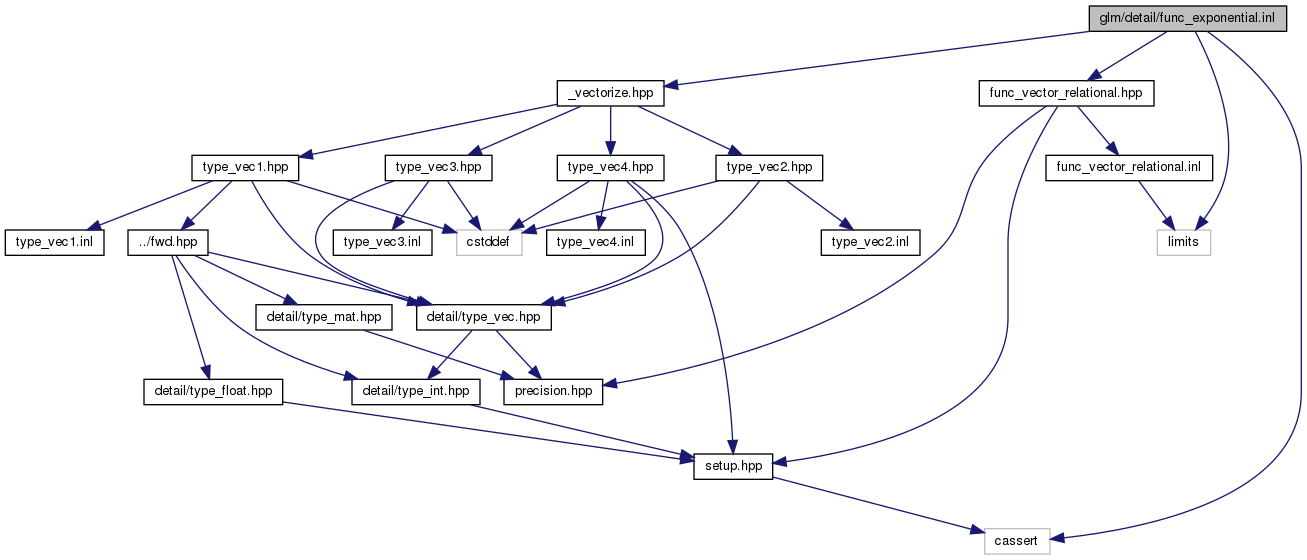 glm/detail/func_exponential.inl
_vectorize.hpp
func_vector_relational.hpp
type_vec1.hpp
type_vec3.hpp
type_vec4.hpp
type_vec2.hpp
func_vector_relational.inl
type_vec1.inl
../fwd.hpp
type_vec3.inl
cstddef
type_vec4.inl
type_vec2.inl
limits
detail/type_mat.hpp
detail/type_vec.hpp
detail/type_float.hpp
detail/type_int.hpp
precision.hpp
setup.hpp
cassert